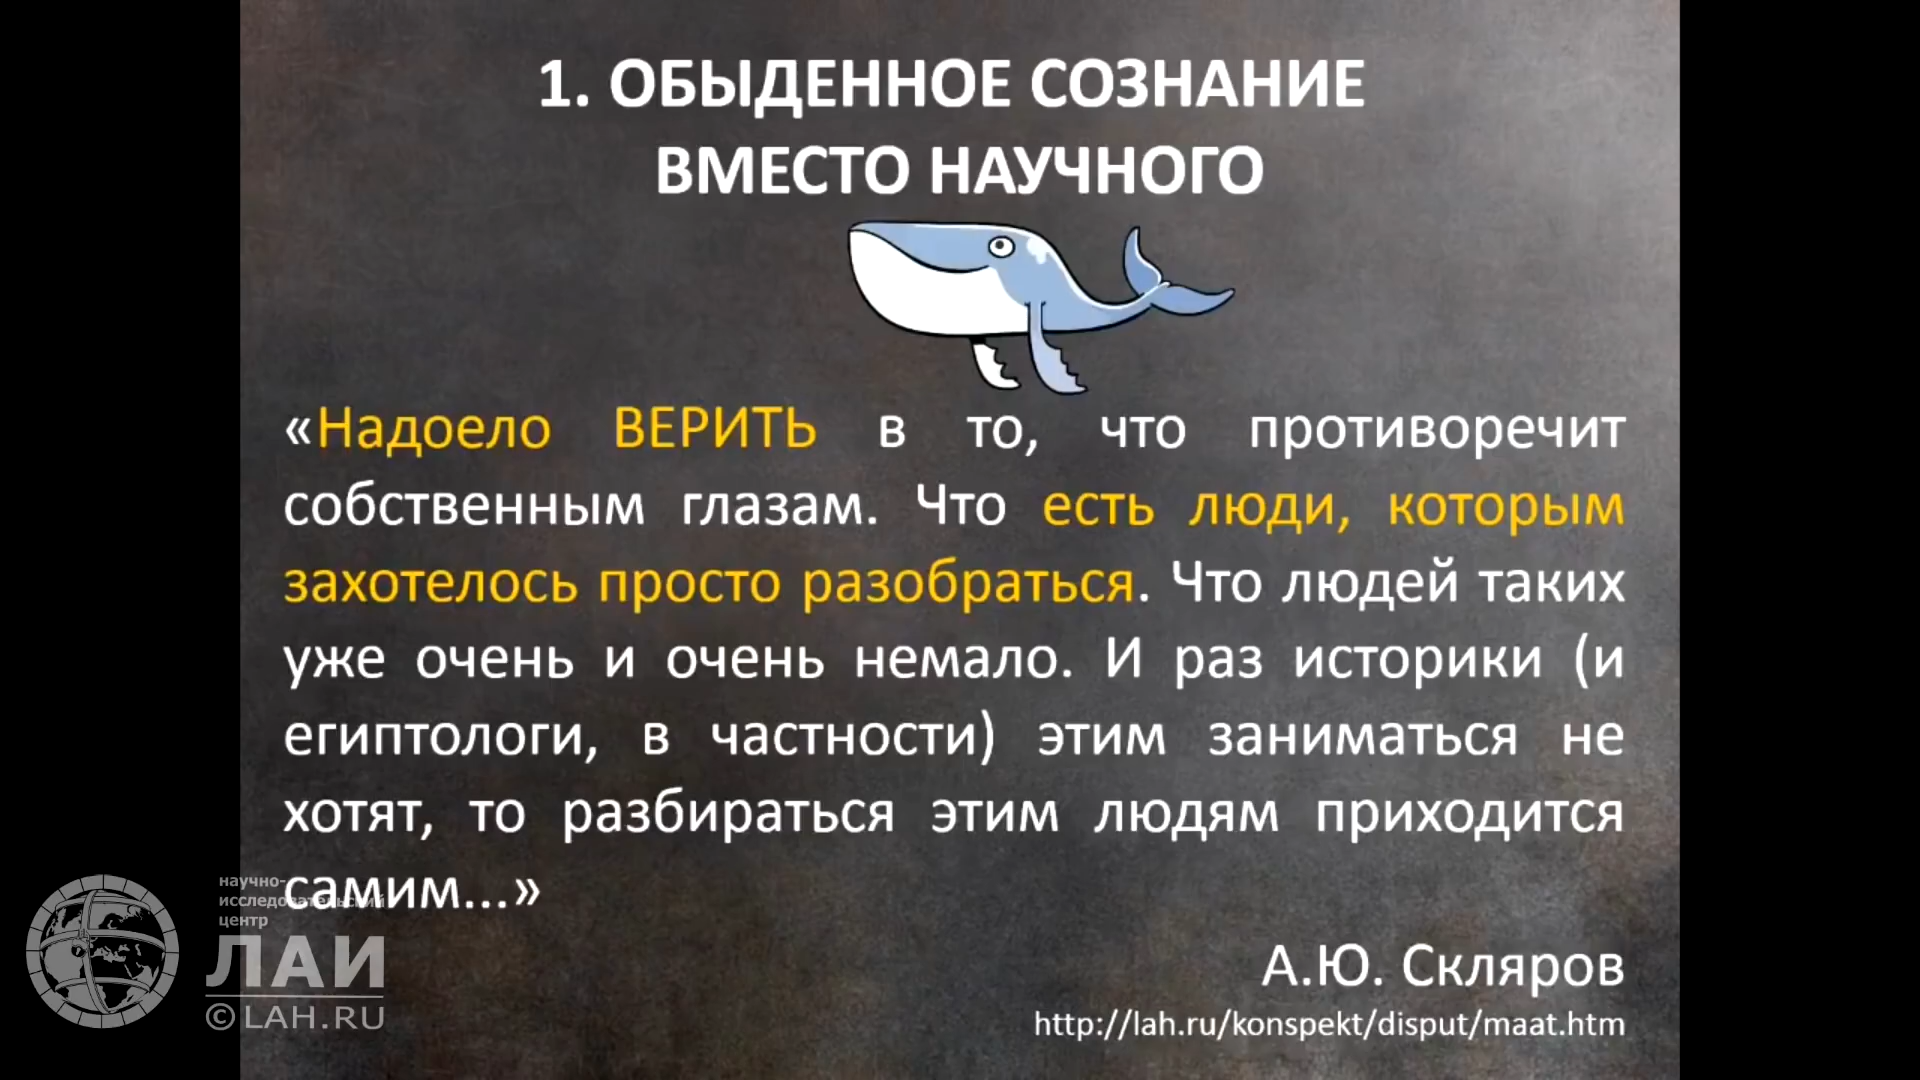 1. ОБЫДЕННОЕ СОЗНАНИЕ
ВМЕСТО НАУЧНОГО
«Надоело ВЕРИТЬ в то, что противоречит
собственным глазам. Что есть люди, которым
захотелось просто разобраться. Что людей таких
уже очень и очень немало. И раз историки (и
египтологи, в частности) этим заниматься не
хотят, то разбираться этим людям приходится
самим...»
А.Ю. Скляров
http://lah.ru/konspekt/disput/maat.htm
научно-
исследовательский
центр
ЛАИ
©LAH.RU